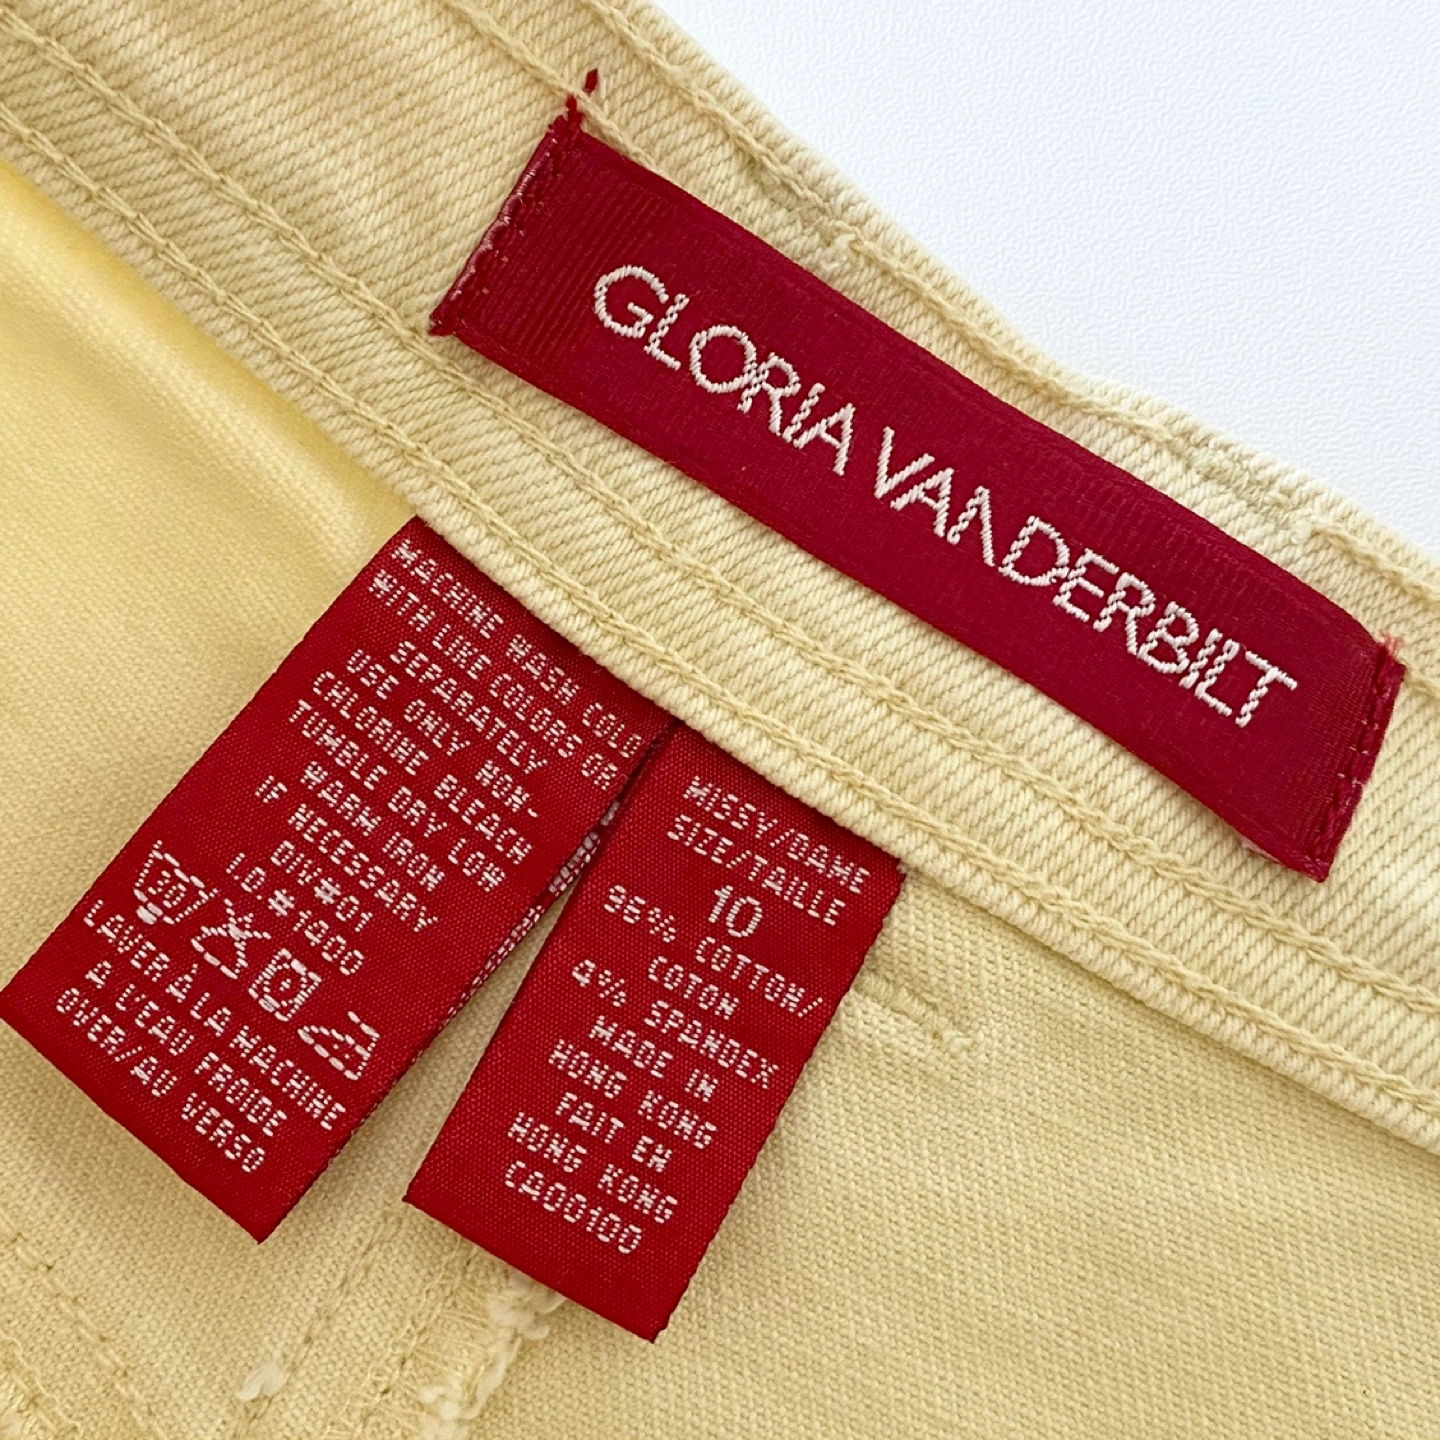 GLORIA VANDERBILT
MACHINE WASH COLD
WITH LIKE COLORS OR
SEPARATELY
USE ONLY NON-
CHLORINE BLEACH
TUMBLE DRY LOW
WARM IRON
IF NECESSARY
DIV#01
I.D.#1400
30
LAVER À LA MACHINE
A L'EAU FROIDE
OVER/AU VERSO
MISSY/DAME
SIZE/TAILLE
10
96% COTTON/
COTON
4% SPANDEX
MADE IN
HONG KONG
FAIT EN
HONG KONG
CA00100